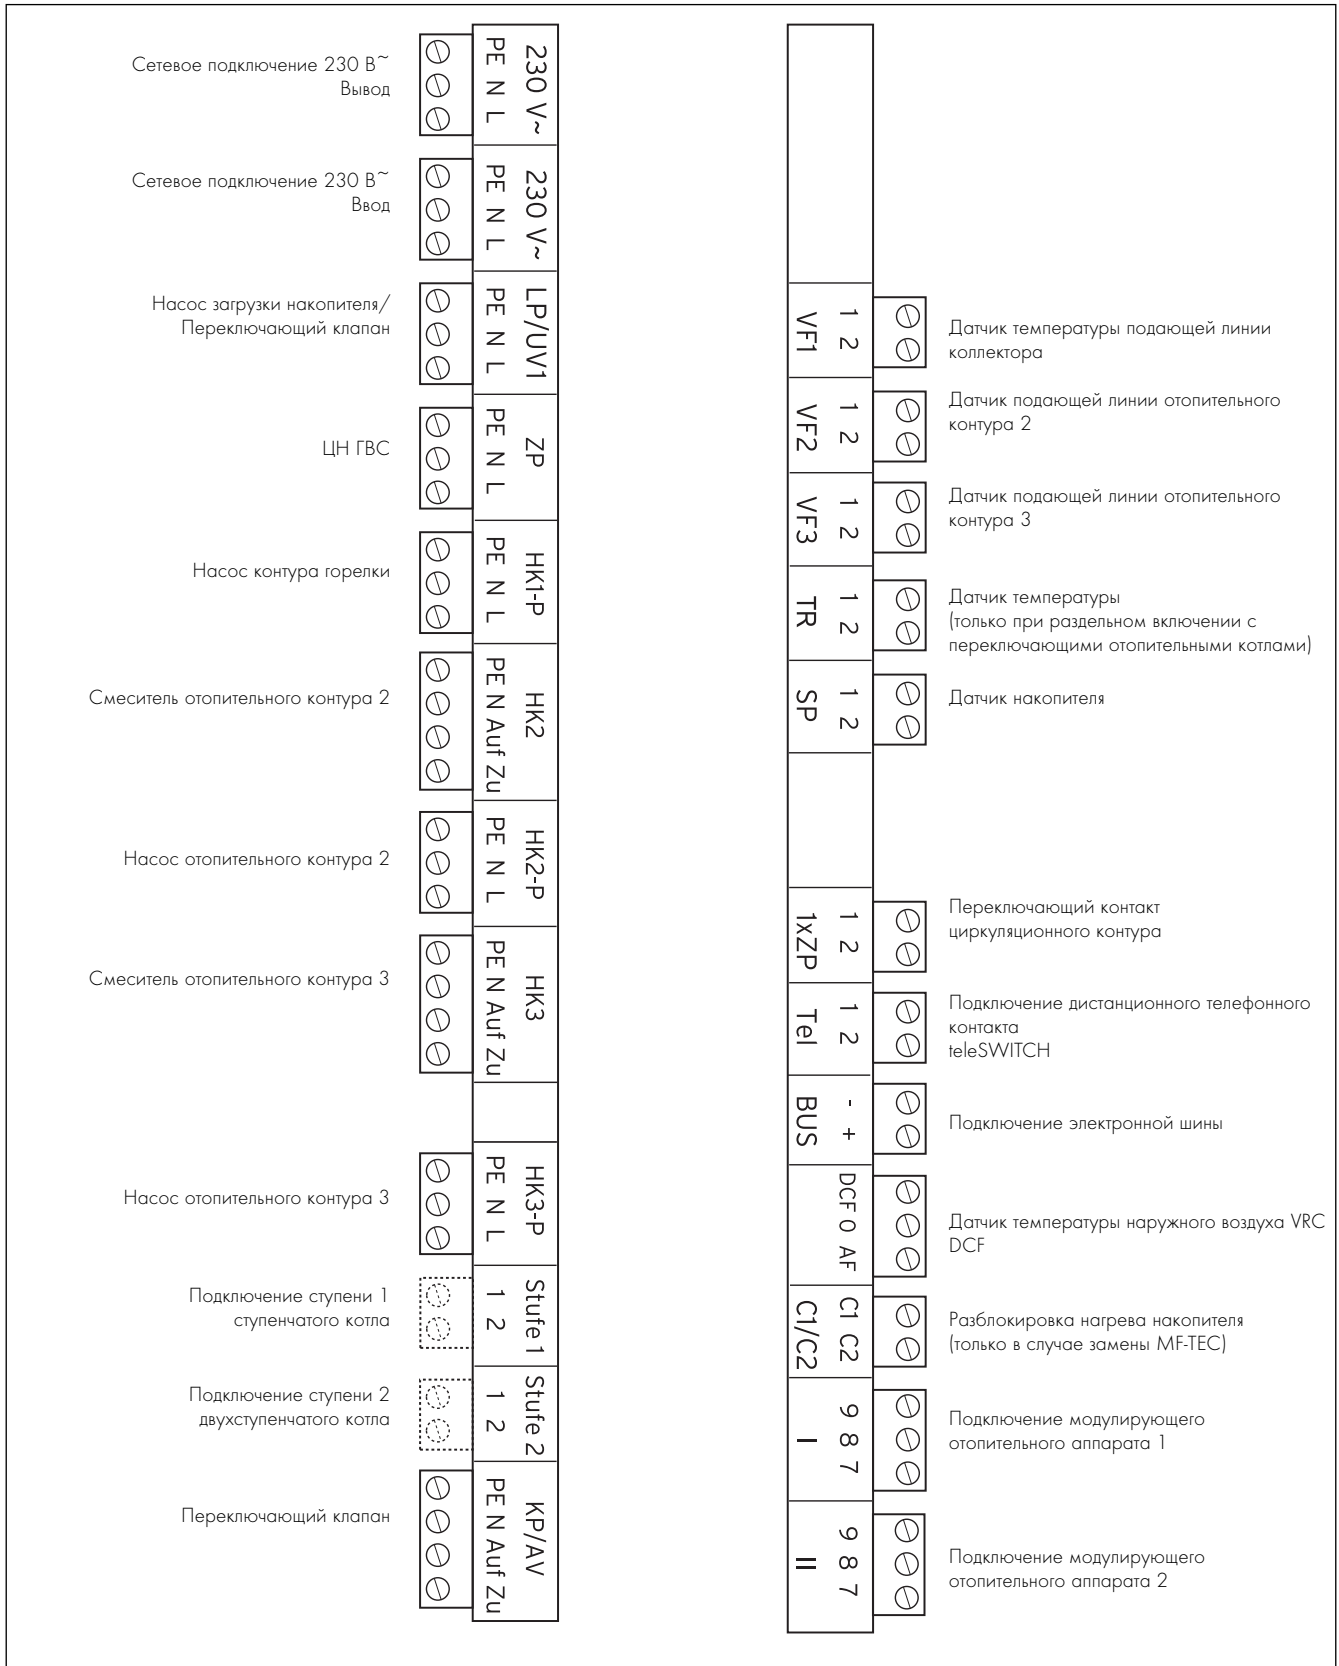 Сетевое подключение 230 В~
Вывод
PE N L
230 V~
Сетевое подключение 230 В~
Ввод
PE N L
230 V~
Насос загрузки накопителя/
Переключающий клапан
PE N L
LP/UV1
ЦН ГВС
PE N L
ZP
Насос контура горелки
PE N L
HK1-P
Смеситель отопительного контура 2
PE N Auf Zu
HK2
Насос отопительного контура 2
PE N L
HK2-P
Смеситель отопительного контура 3
PE N Auf Zu
HK3
Насос отопительного контура 3
PE N L
HK3-P
Подключение ступени 1
ступенчатого котла
1 2
Stufe 1
Подключение ступени 2
двухступенчатого котла
1 2
Stufe 2
Переключающий клапан
PE N Auf Zu
KP/AV
VF1
1 2
Датчик температуры подающей линии
коллектора
VF2
1 2
Датчик подающей линии отопительного
контура 2
VF3
1 2
Датчик подающей линии отопительного
контура 3
TR
1 2
Датчик температуры
(только при раздельном включении с
переключающими отопительными котлами)
SP
1 2
Датчик накопителя
1xZP
1 2
Переключающий контакт
циркуляционного контура
Tel
1 2
Подключение дистанционного телефонного
контакта
teleSWITCH
BUS
- +
Подключение электронной шины
DCF O AF
Датчик температуры наружного воздуха VRC
DCF
C1/C2
C1 C2
Разблокировка нагрева накопителя
(только в случае замены MF-TEC)
I
9 8 7
Подключение модулирующего
отопительного аппарата 1
II
9 8 7
Подключение модулирующего
отопительного аппарата 2